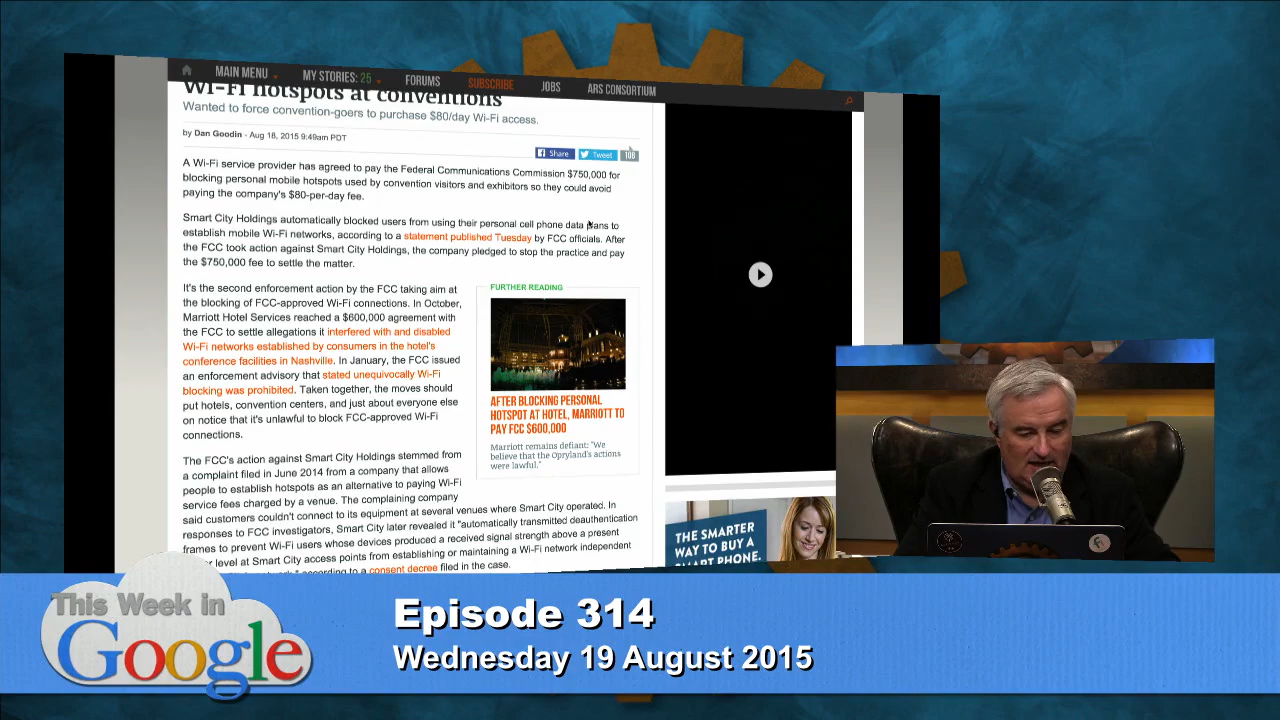 MAIN MENU MY STORIES: 25 FORUMS SUBSCRIBE JOBS ARS CONSORTIUM
Wi-Fi hotspots at conventions
Wanted to force convention-goers to purchase $80/day Wi-Fi access.
by Dan Goodin - Aug 18, 2015 9:49am PDT
Share Tweet 108
A Wi-Fi service provider has agreed to pay the Federal Communications Commission $750,000 for
blocking personal mobile hotspots used by convention visitors and exhibitors so they could avoid
paying the company's $80-per-day fee.
Smart City Holdings automatically blocked users from using their personal cell phone data plans to
establish mobile Wi-Fi networks, according to a statement published Tuesday by FCC officials. After
the FCC took action against Smart City Holdings, the company pledged to stop the practice and pay
the $750,000 fee to settle the matter.
It's the second enforcement action by the FCC taking aim at
the blocking of FCC-approved Wi-Fi connections. In October,
Marriott Hotel Services reached a $600,000 agreement with
the FCC to settle allegations it interfered with and disabled
Wi-Fi networks established by consumers in the hotel's
conference facilities in Nashville. In January, the FCC issued
an enforcement advisory that stated unequivocally Wi-Fi
blocking was prohibited. Taken together, the moves should
put hotels, convention centers, and just about everyone else
on notice that it's unlawful to block FCC-approved Wi-Fi
connections.
FURTHER READING
AFTER BLOCKING PERSONAL
HOTSPOT AT HOTEL, MARRIOTT TO
PAY FCC $600,000
Marriott remains defiant: "We
believe that the Opryland's actions
were lawful."
The FCC's action against Smart City Holdings stemmed from
a complaint filed in June 2014 from a company that allows
people to establish hotspots as an alternative to paying Wi-Fi
service fees charged by a venue. The complaining company
said customers couldn't connect to its equipment at several venues where Smart City operated. In
responses to FCC investigators, Smart City later revealed it "automatically transmitted deauthentication
frames to prevent Wi-Fi users whose devices produced a received signal strength above a present
level at Smart City access points from establishing or maintaining a Wi-Fi network independent
according to a consent decree filed in the case.
THE SMARTER
WAY TO BUY A
SMART PHONE.
This Week in
Google
Episode 314
Wednesday 19 August 2015